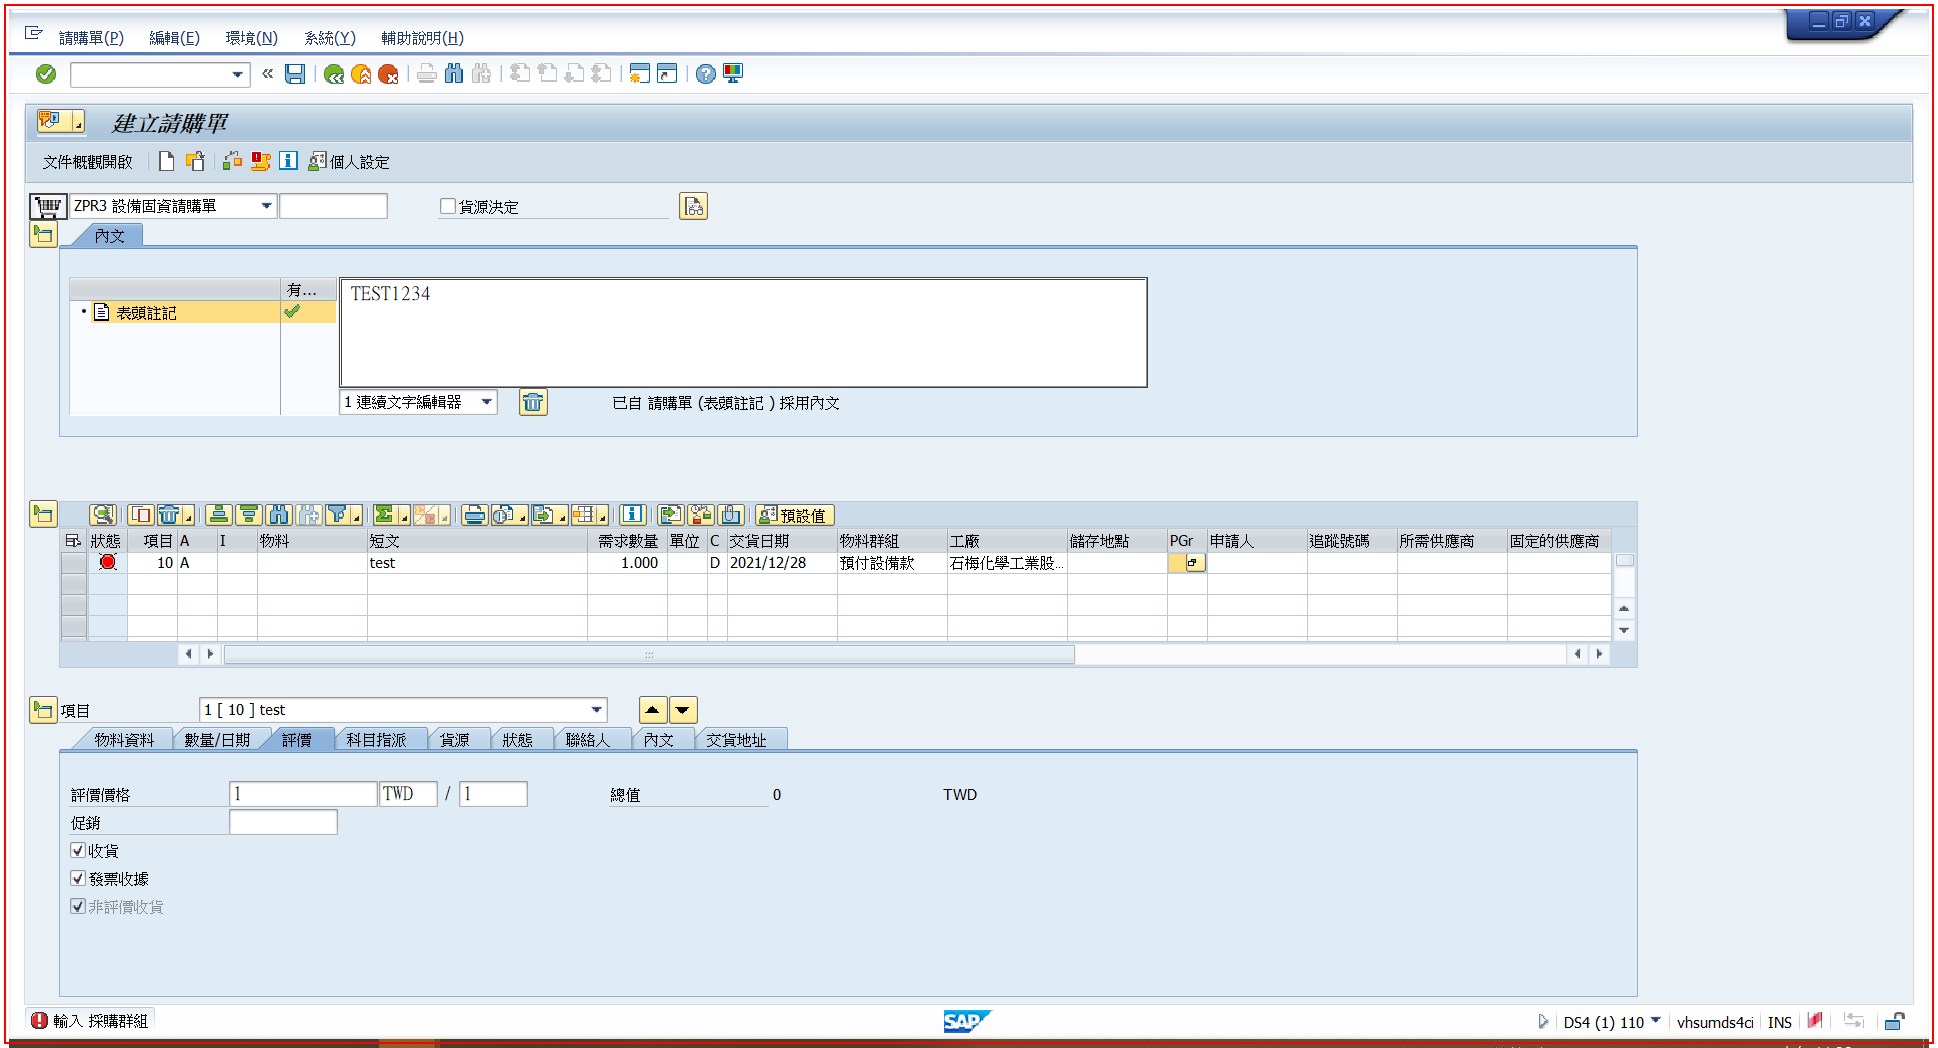 請購單(P) 編輯(E) 環境(N) 系統(Y) 輔助說明(H)
建立請購單
文件概觀開啟 個人設定
ZPR3 設備固資請購單 貨源決定
內文
有...
表頭註記
TEST1234
1 連續文字編輯器 已自 請購單 (表頭註記 ) 採用內文
預設值
狀態 項目 A I 物料 短文 需求數量 單位 C 交貨日期 物料群組 工廠 儲存地點 PGr 申請人 追蹤號碼 所需供應商 固定的供應商
10 A test 1.000 D 2021/12/28 預付設備款 石梅化學工業股...
項目 1 [ 10 ] test
物料資料 數量/日期 評價 科目指派 貨源 狀態 聯絡人 內文 交貨地址
評價價格 1 TWD / 1 總值 0 TWD
促銷
收貨
發票收據
非評價收貨
輸入 採購群組 SAP DS4 (1) 110 vhsumds4ci INS